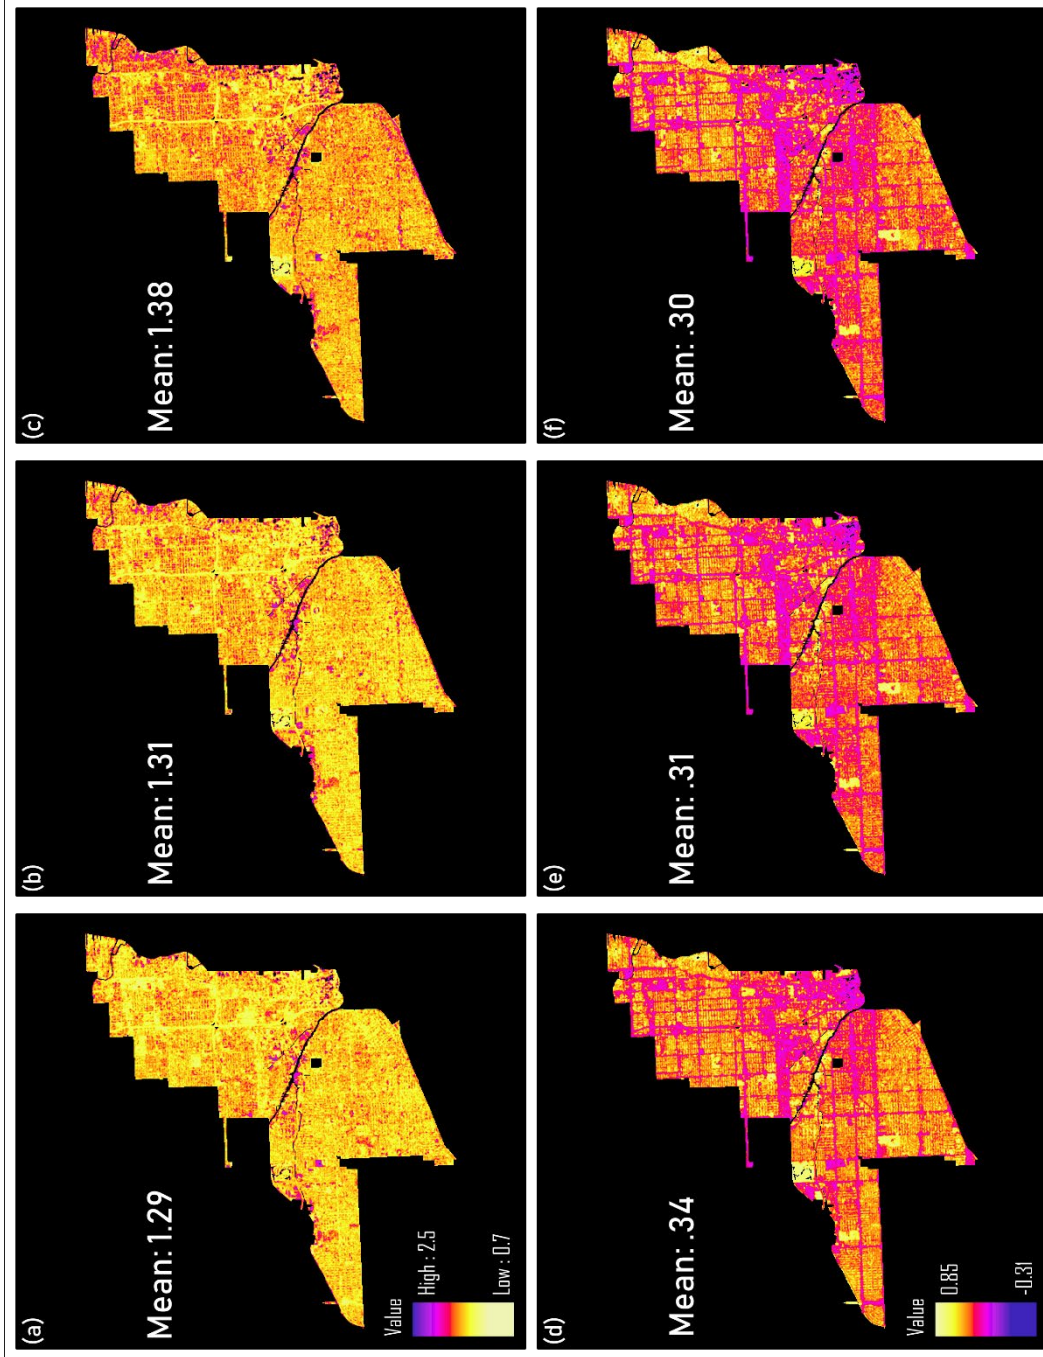 (a)
Mean: 1.29
Value
High : 2.5
Low : 0.7
(b)
Mean: 1.31
(c)
Mean: 1.38
(d)
Mean: .34
Value
0.85
-0.31
(e)
Mean: .31
(f)
Mean: .30